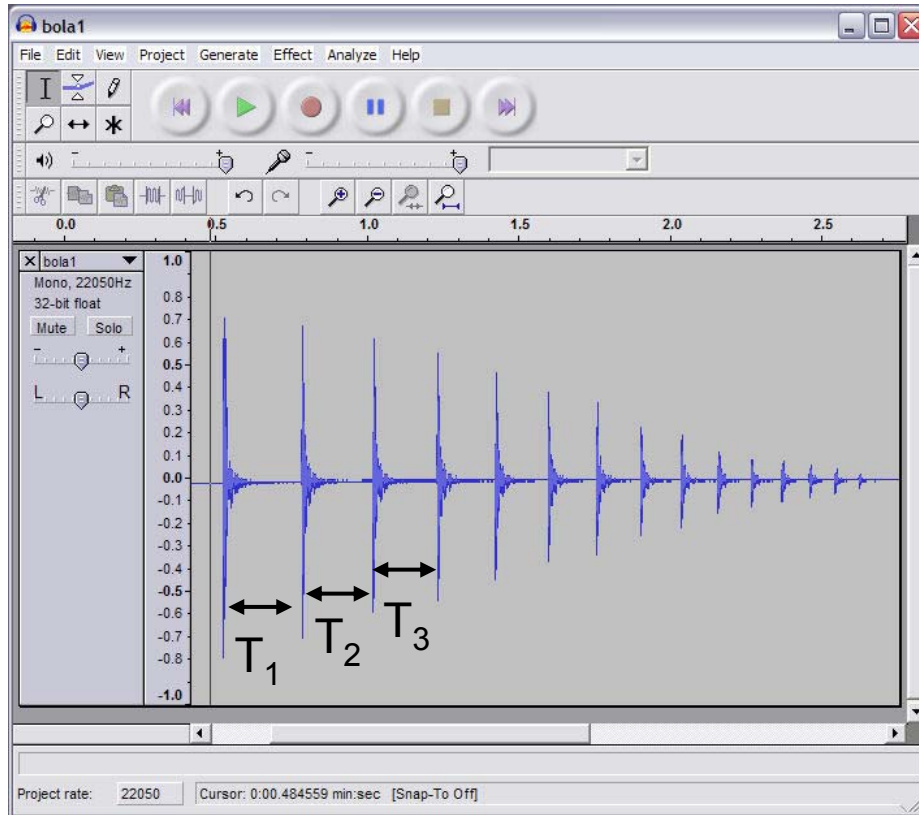 bola1
File Edit View Project Generate Effect Analyze Help
0.0 0.5 1.0 1.5 2.0 2.5
X bola1
Mono, 22050Hz
32-bit float
Mute Solo
- +
L R
1.0
0.8
0.7
0.6
0.5
0.4
0.3
0.2
0.1
0.0
-0.1
-0.2
-0.3
-0.4
-0.5
-0.6
-0.7
-0.8
-1.0
T1 T2 T3
Project rate: 22050 Cursor: 0:00.484559 min:sec [Snap-To Off]